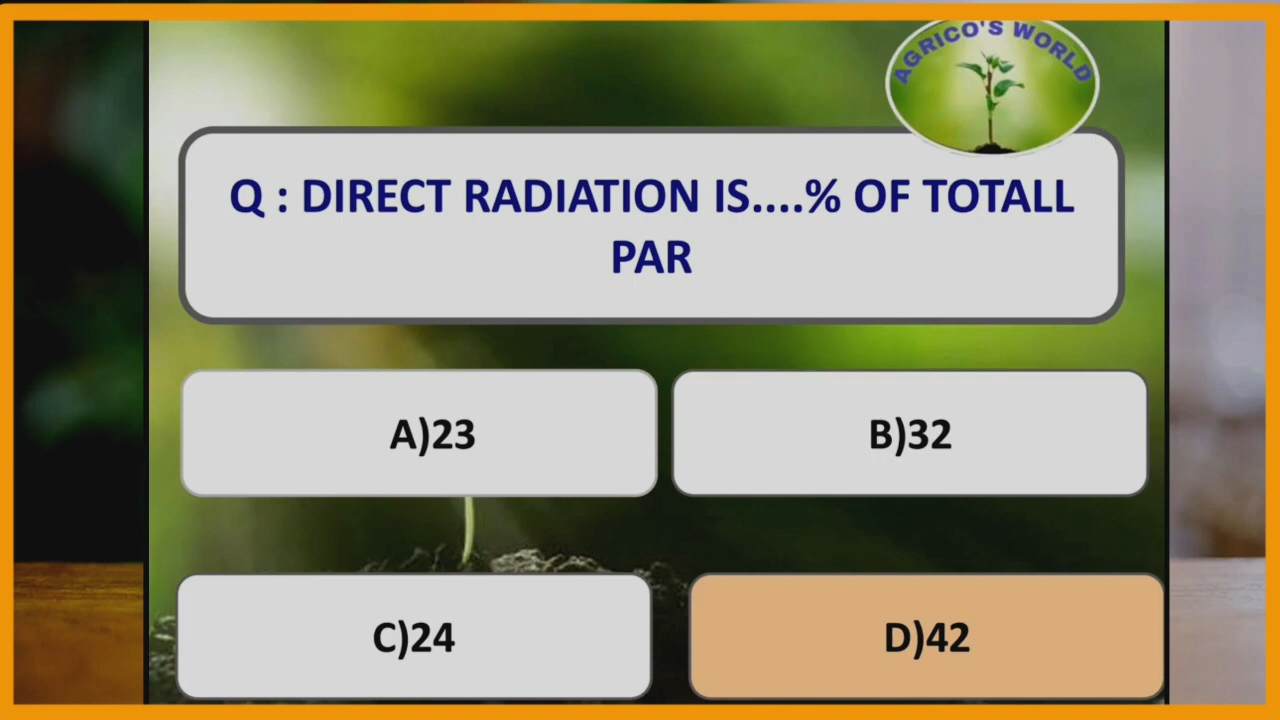 AGRICO'S WORLD
Q : DIRECT RADIATION IS....% OF TOTALL
PAR
A)23
B)32
C)24
D)42